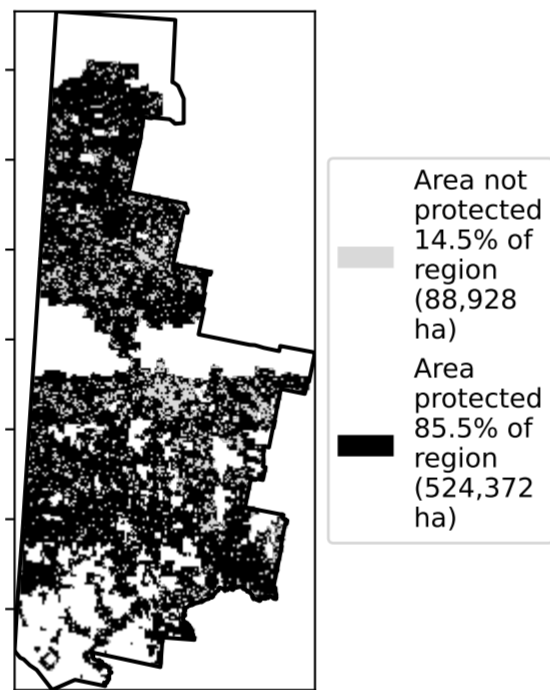 Area not
protected
14.5% of
region
(88,928
ha)
Area
protected
85.5% of
region
(524,372
ha)